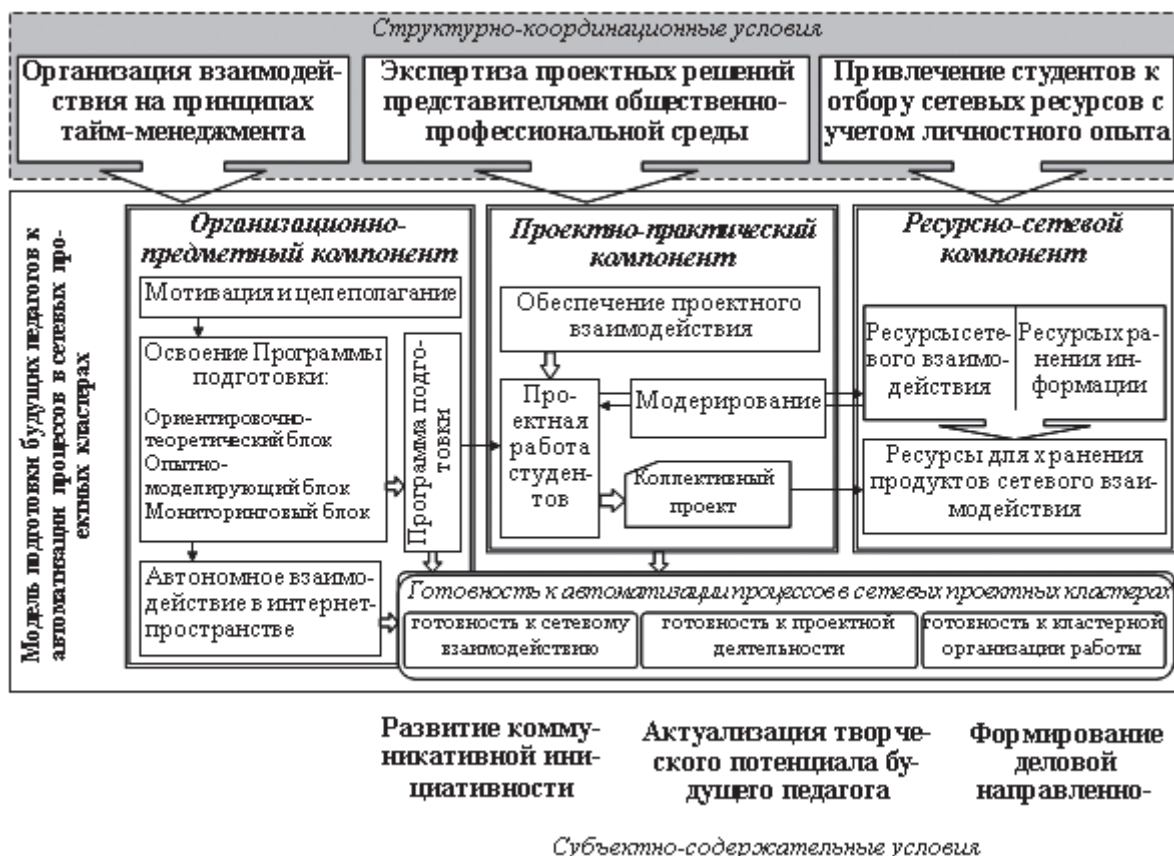 Структурно-координационные условия
Организация взаимодей-
ствия на принципах
тайм-менеджмента
Экспертиза проектных решений
представителями общественно-
профессиональной среды
Привлечение студентов к
отбору сетевых ресурсов с
учетом личностного опыта
Модель подготовки будущих педагогов к
автоматизации процессов в сетевых про-
ектных кластерах
Организационно-
предметный компонент
Мотивация и целеполагание
Освоение Программы
подготовки:
Ориентировочно-
теоретический блок
Опытно-
моделирующий блок
Мониторинговый блок
Программа подго-
товки
Автономное взаимо-
действие в интернет-
пространстве
Проектно-практический
компонент
Обеспечение проектного
взаимодействия
Про-
ектная
работа
студен-
тов
Модерирование
Коллективный
проект
Ресурсно-сетевой
компонент
Ресурсы сете-
вого взаимо-
действия
Ресурсы хра-
нения ин-
формации
Ресурсы для хранения
продуктов сетевого взаи-
модействия
Готовность к автоматизации процессов в сетевых проектных кластерах
готовность к сетевому
взаимодействию
готовность к проектной
деятельности
готовность к кластерной
организации работы
Развитие комму-
никативной ини-
циативности
Актуализация творче-
ского потенциала бу-
дущего педагога
Формирование
деловой
направленно-
Субъектно-содержательные условия